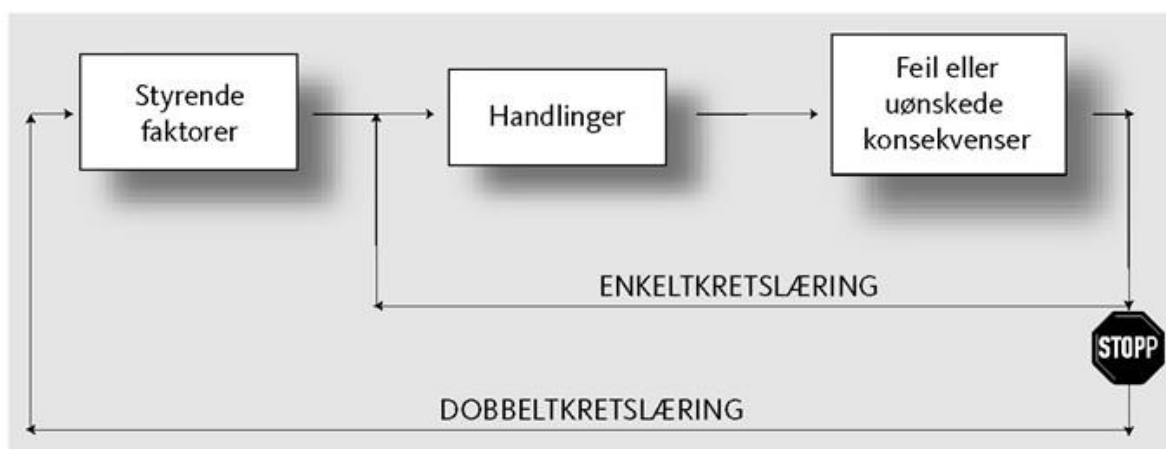 Styrende
faktorer
Handlinger
Feil eller
uønskede
konsekvenser
ENKELTKRETSLÆRING
STOPP
DOBBELTKRETSLÆRING